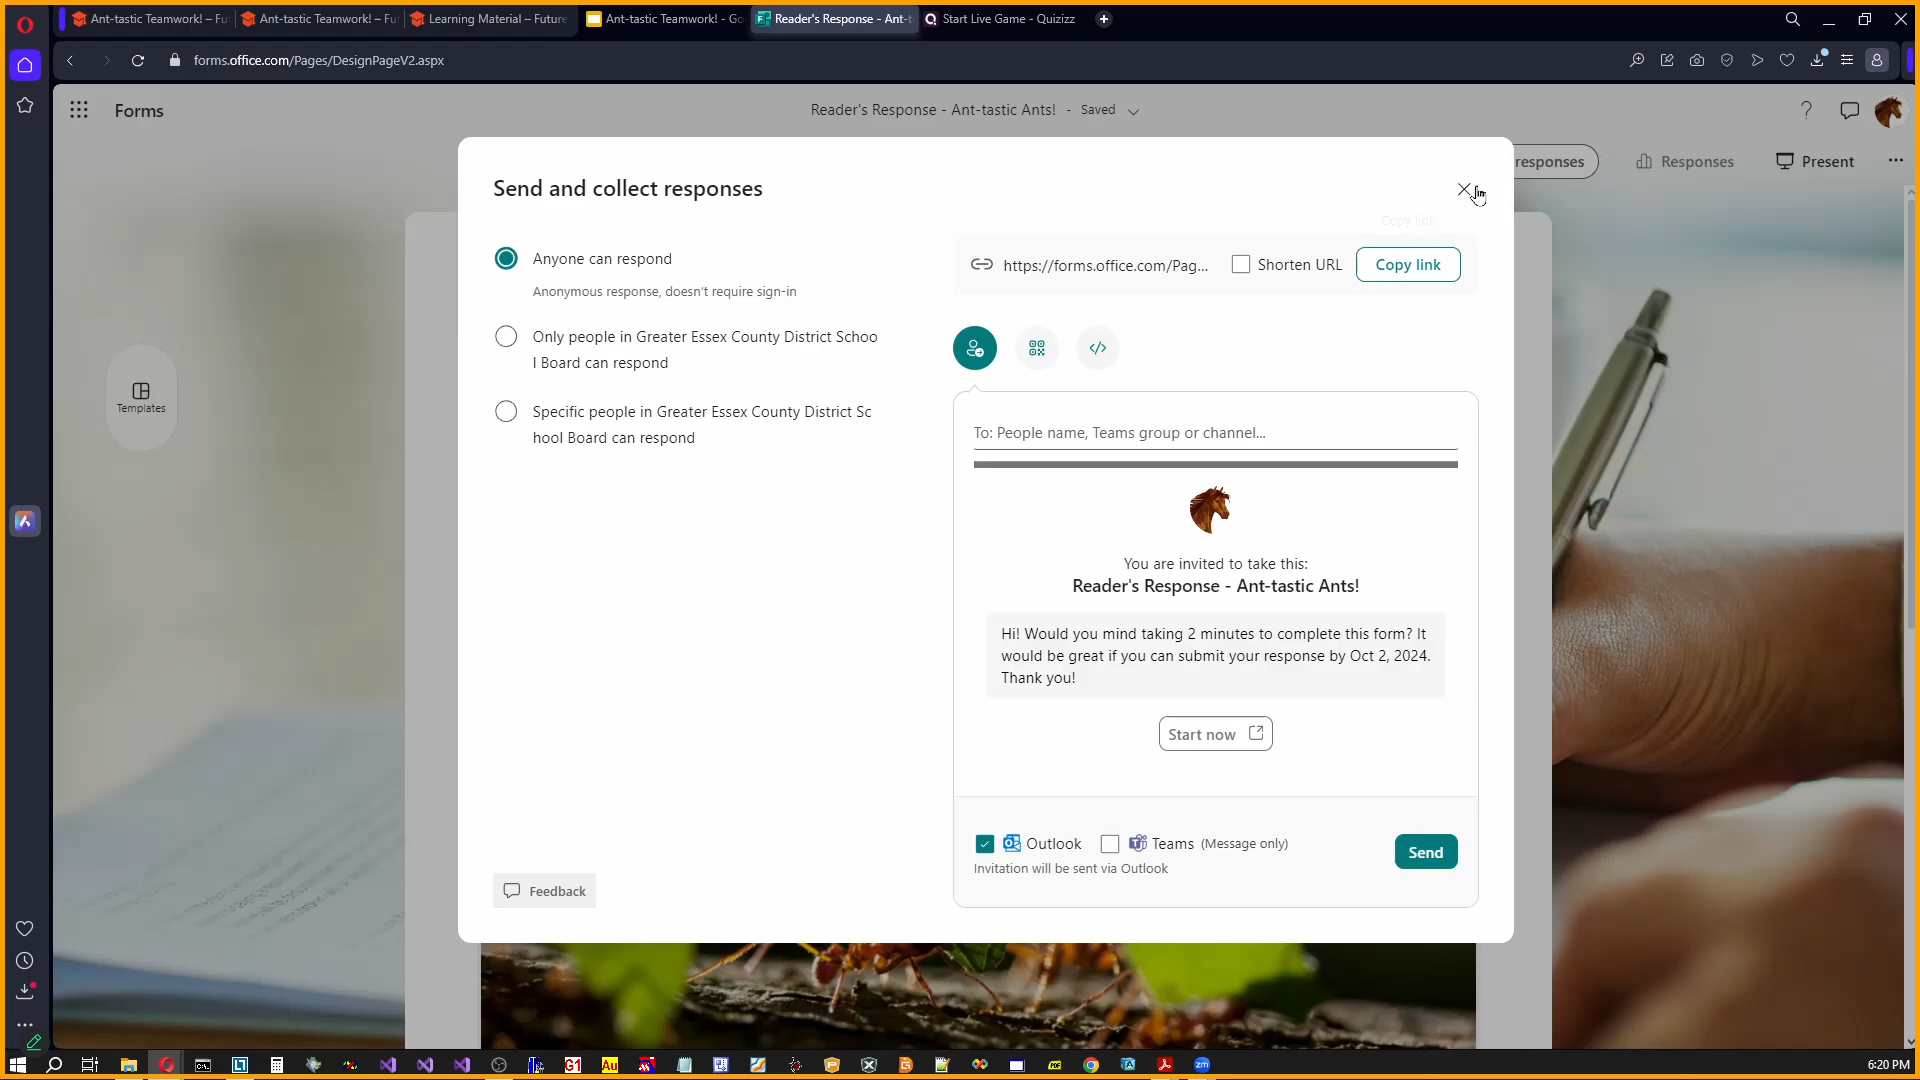 Ant-tastic Teamwork! – Fu
Ant-tastic Teamwork! – Fu
Learning Material – Future
Ant-tastic Teamwork! - Go
Reader's Response - Ant-t
Start Live Game - Quizizz
forms.office.com/Pages/DesignPageV2.aspx
Forms
Reader's Response - Ant-tastic Ants! - Saved
responses
Responses
Present
Send and collect responses
Copy link
Anyone can respond
Anonymous response, doesn't require sign-in
Only people in Greater Essex County District Schoo
l Board can respond
Specific people in Greater Essex County District Sc
hool Board can respond
Feedback
https://forms.office.com/Pag...
Shorten URL
Copy link
To: People name, Teams group or channel...
You are invited to take this:
Reader's Response - Ant-tastic Ants!
Hi! Would you mind taking 2 minutes to complete this form? It
would be great if you can submit your response by Oct 2, 2024.
Thank you!
Start now
Outlook
Teams (Message only)
Invitation will be sent via Outlook
Send
Templates
6:20 PM